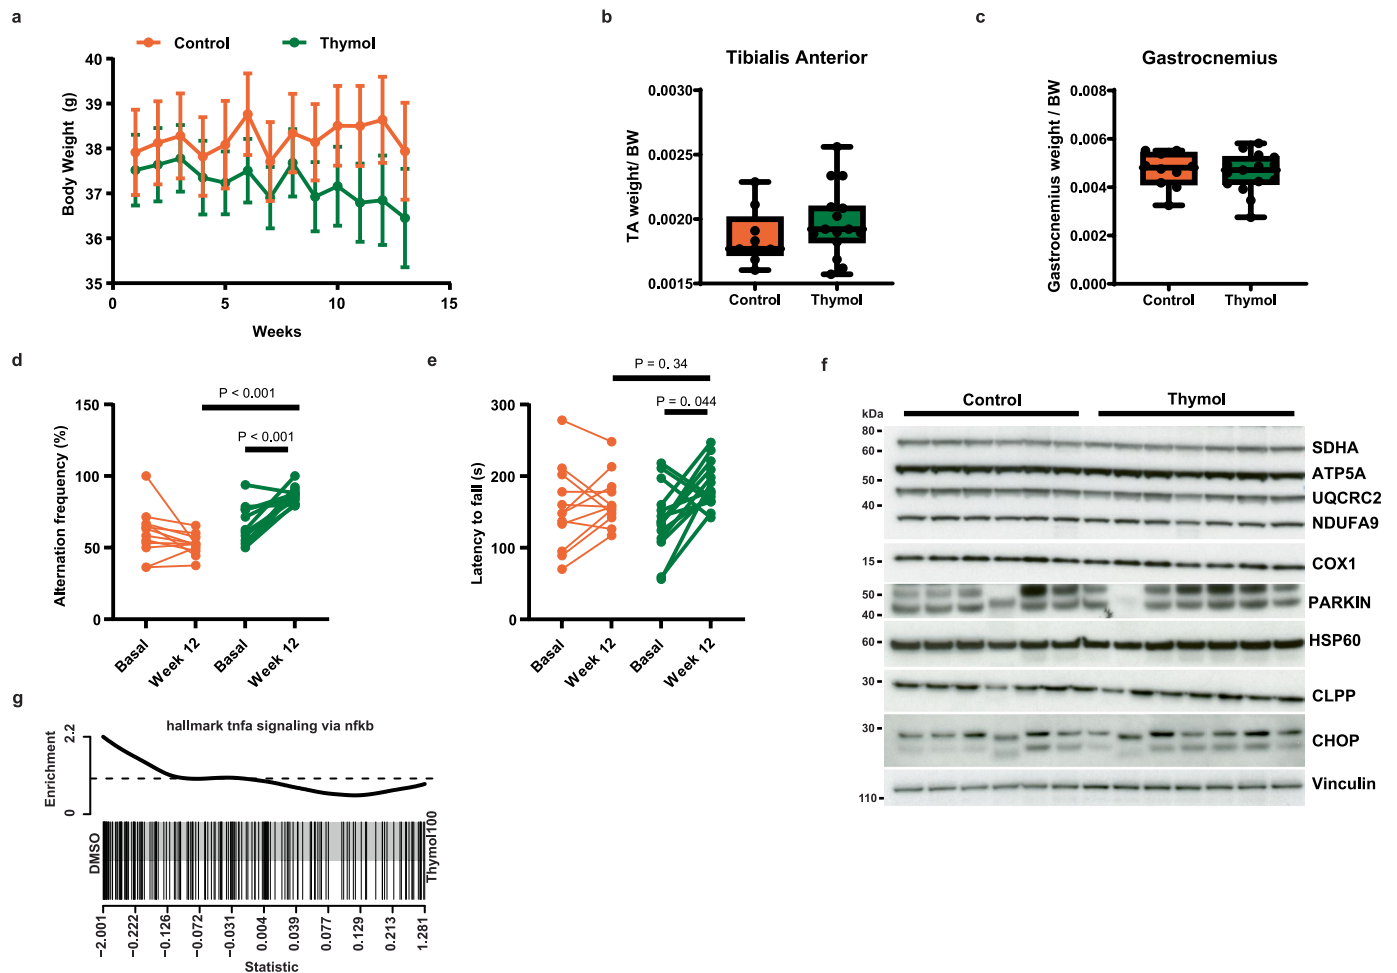 a
Control
Thymol
40
39
38
37
36
35
Body Weight (g)
0
5
10
15
Weeks
b
Tibialis Anterior
0.0030
0.0025
0.0020
0.0015
TA weight/ BW
Control
Thymol
c
Gastrocnemius
0.008
0.006
0.004
0.002
0.000
Gastrocnemius weight / BW
Control
Thymol
d
P < 0.001
P < 0.001
150
100
50
0
Alternation frequency (%)
Basal
Week 12
Basal
Week 12
e
P = 0. 34
P = 0. 044
300
200
100
0
Latency to fall (s)
Basal
Week 12
Basal
Week 12
f
Control
Thymol
kDa
80
60
50
40
15
50
40
60
30
30
110
SDHA
ATP5A
UQCRC2
NDUFA9
COX1
PARKIN
HSP60
CLPP
CHOP
Vinculin
g
hallmark tnfa signaling via nfkb
2.2
0
Enrichment
DMSO
Thymol100
−2.001
−0.222
−0.126
−0.072
−0.031
0.004
0.039
0.077
0.129
0.213
1.281
Statistic